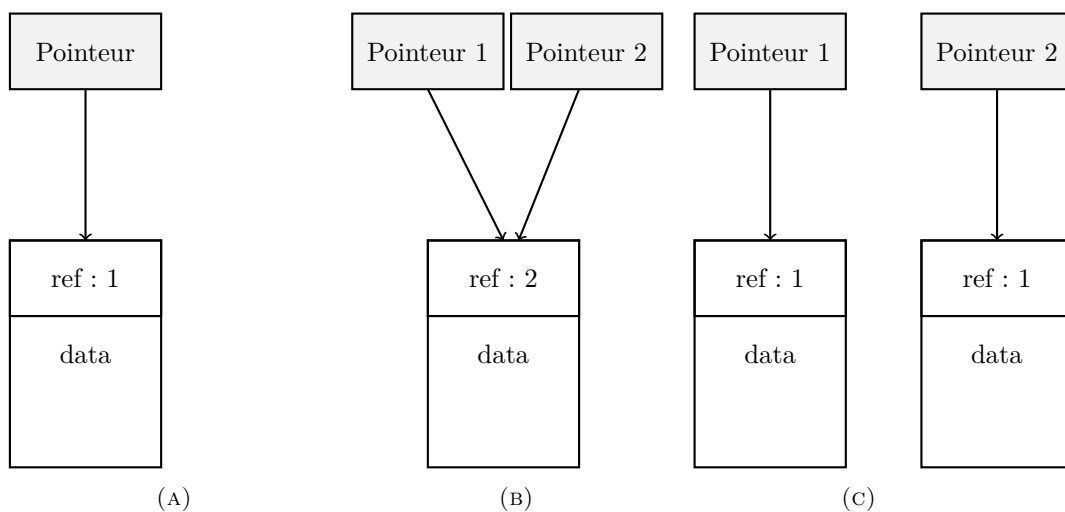 Pointeur
Pointeur 1
Pointeur 2
Pointeur 1
Pointeur 2
ref : 1
ref : 2
ref : 1
ref : 1
data
data
data
data
(A)
(B)
(C)